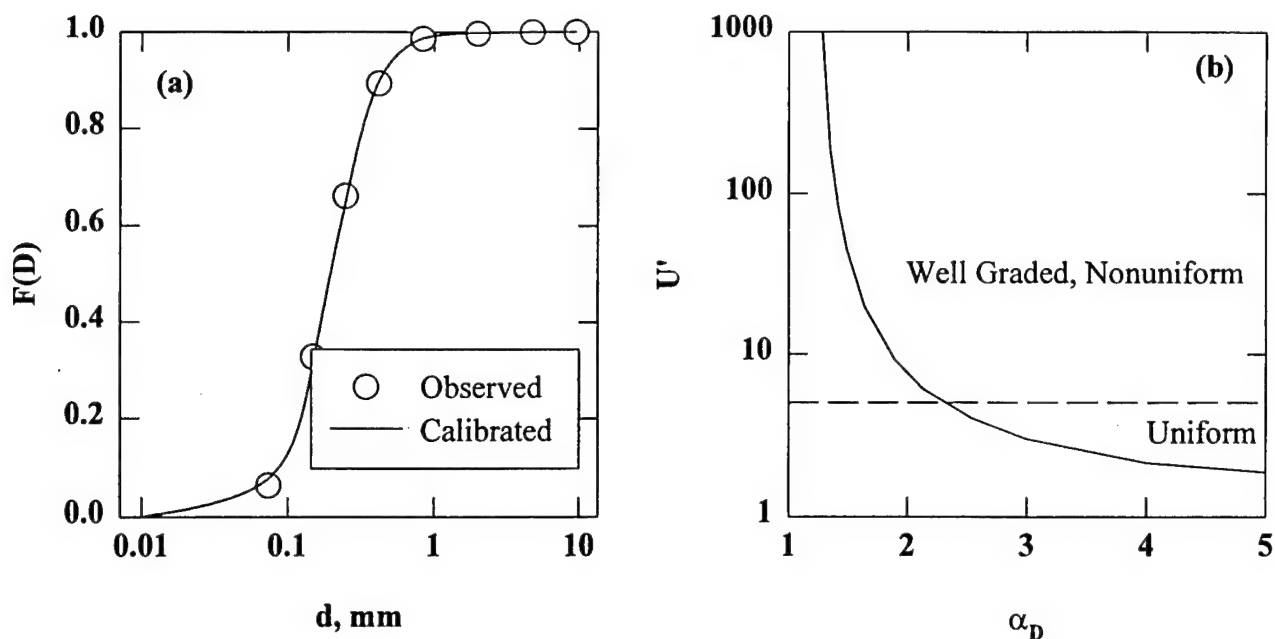 (a)
F(D)
1.0
0.8
0.6
0.4
0.2
0.0
Observed
Calibrated
0.01
0.1
1
10
d, mm
(b)
U'
1000
100
10
1
Well Graded, Nonuniform
Uniform
1
2
3
4
5
α_D